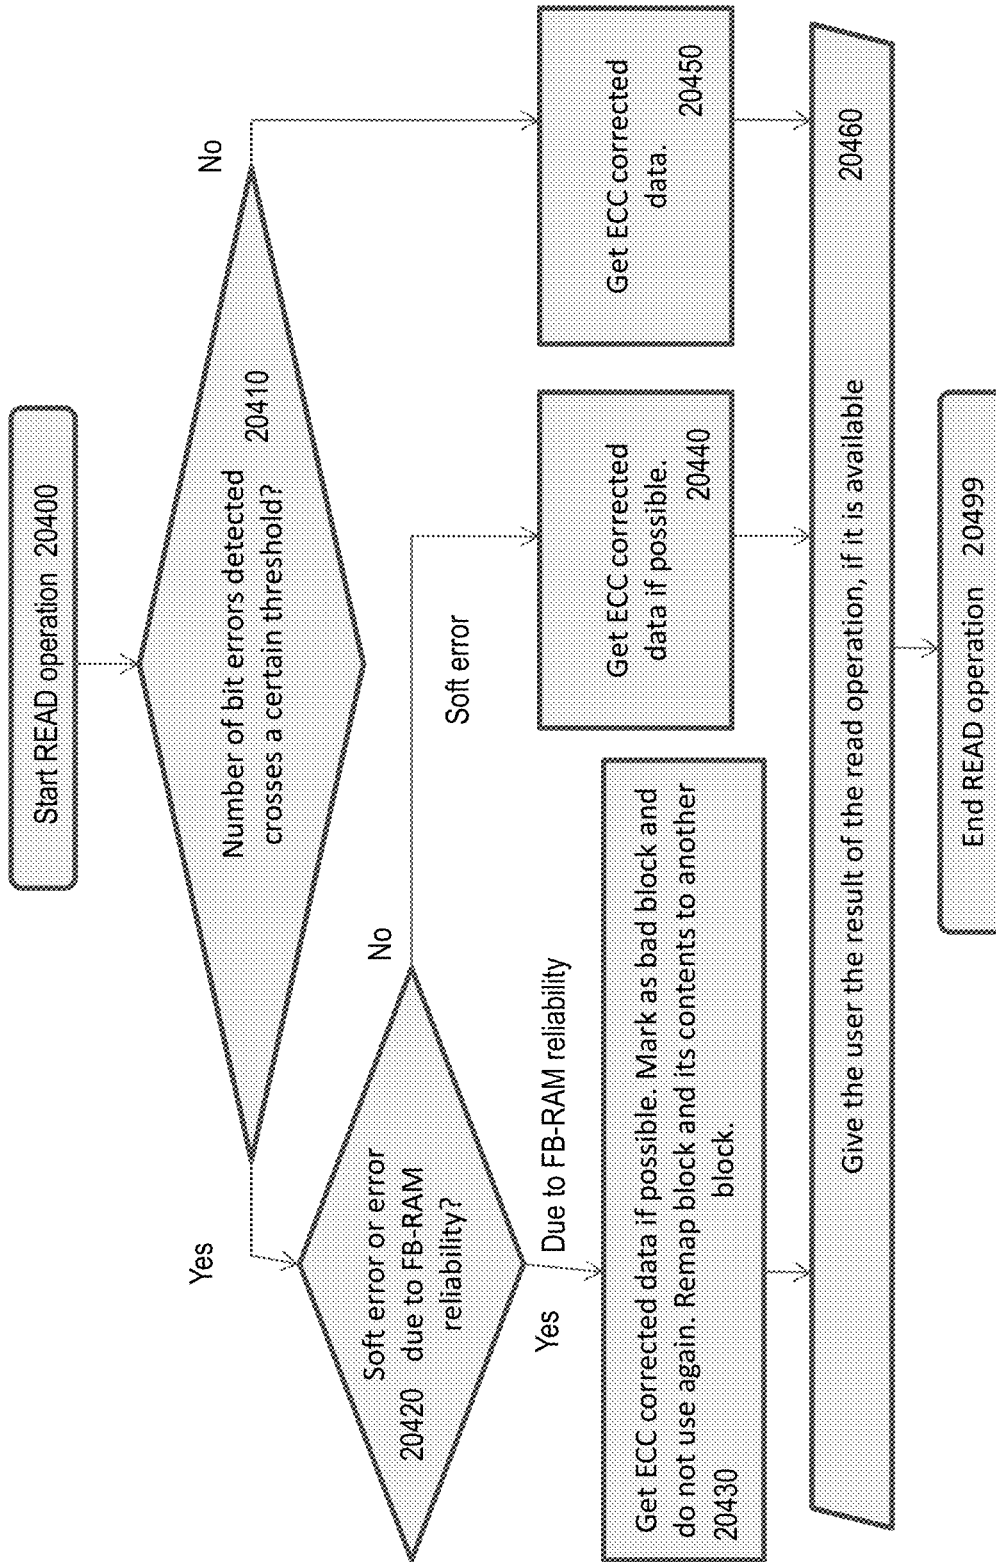 Start READ operation 20400
Number of bit errors detected
crosses a certain threshold? 20410
Yes
No
Soft error or error
20420 due to FB-RAM
reliability?
No
Soft error
Yes
Due to FB-RAM reliability
Get ECC corrected data if possible. Mark as bad block and
do not use again. Remap block and its contents to another
20430 block.
Get ECC corrected
data if possible.
20440
Get ECC corrected
data.
20450
Give the user the result of the read operation, if it is available 20460
End READ operation 20499